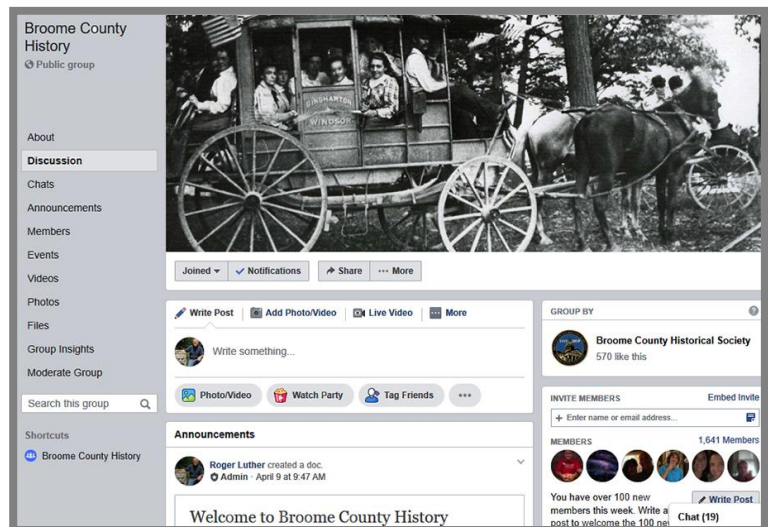 Broome County
History
Public group
About
Discussion
Chats
Announcements
Members
Events
Videos
Photos
Files
Group Insights
Moderate Group
Search this group
Shortcuts
Broome County History
BINGHAMTON
WINDSOR
Joined
Notifications
Share
More
Write Post
Add Photo/Video
Live Video
More
Write something...
Photo/Video
Watch Party
Tag Friends
Announcements
Roger Luther created a doc.
Admin · April 9 at 9:47 AM
Welcome to Broome County History
GROUP BY
Broome County Historical Society
570 like this
INVITE MEMBERS
Embed Invite
+ Enter name or email address...
MEMBERS
1,641 Members
You have over 100 new
members this week. Write a
post to welcome the 100 ne
Write Post
Chat (19)